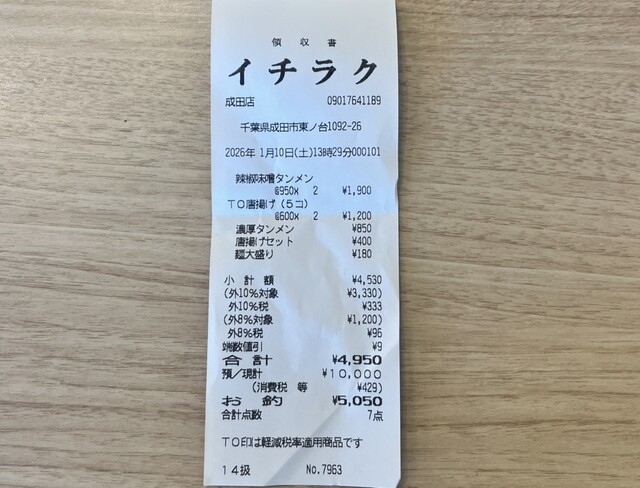 領収書
イチラク
成田店 09017641189
千葉県成田市東ノ台1092-26
2026年 1月10日(土)13時29分000101
辣椒味噌タンメン
@950× 2 ¥1,900
TO唐揚げ(5コ)
@600× 2 ¥1,200
濃厚タンメン ¥850
唐揚げセット ¥400
麺大盛り ¥180
小計額 ¥4,530
(外10%対象 ¥3,330)
外10%税 ¥333
(外8%対象 ¥1,200)
外8%税 ¥96
端数値引 ¥9
合計 ¥4,950
預/現計 ¥10,000
(消費税 等 ¥429)
お釣 ¥5,050
合計点数 7点
TO印は軽減税率適用商品です
14扱 No.7963